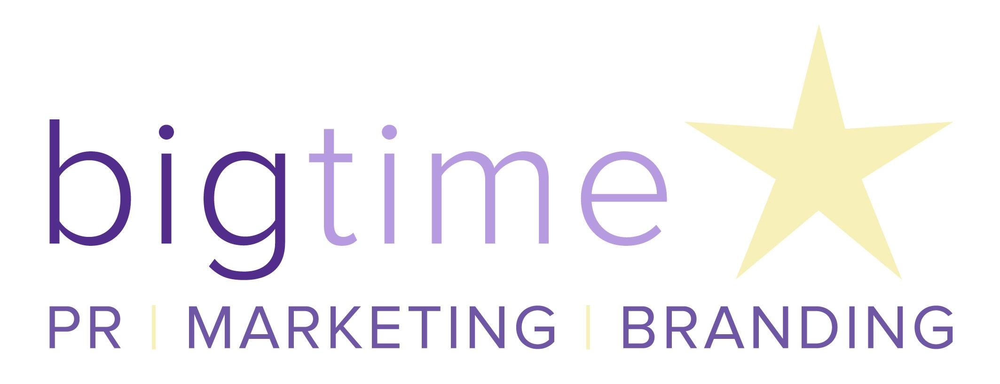 bigtime
PR | MARKETING | BRANDING